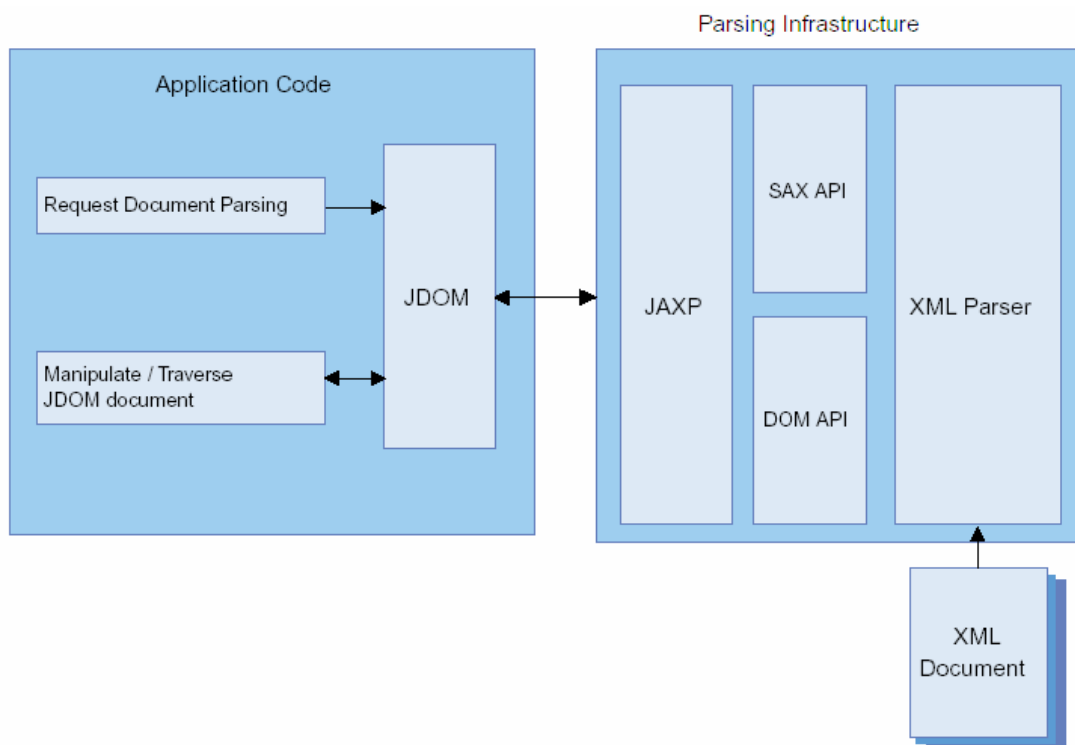 Parsing Infrastructure
Application Code
Request Document Parsing
Manipulate / Traverse
JDOM document
JDOM
JAXP
SAX API
DOM API
XML Parser
XML
Document